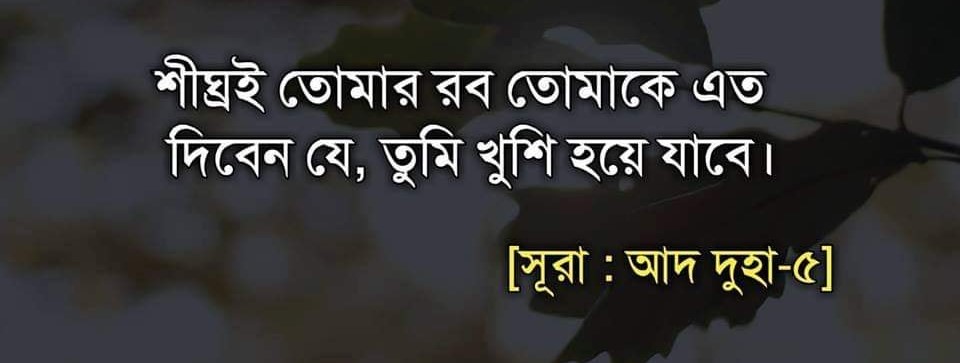 শীঘ্রই তোমার রব তোমাকে এত
দিবেন যে, তুমি খুশি হয়ে যাবে।
[সূরা : আদ দুহা-৫]